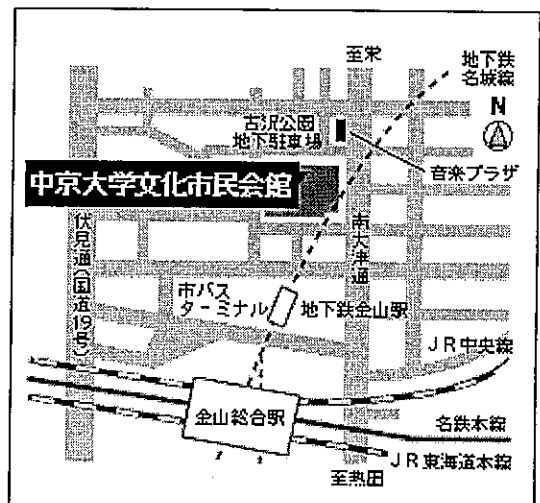 至栄
地下鉄
名城線
N
古沢公園
地下駐車場
音楽プラザ
中京大学文化市民会館
伏見通(国道19号)
南大津通
市バス
ターミナル
地下鉄金山駅
JR中央線
金山総合駅
名鉄本線
JR東海道本線
至熱田